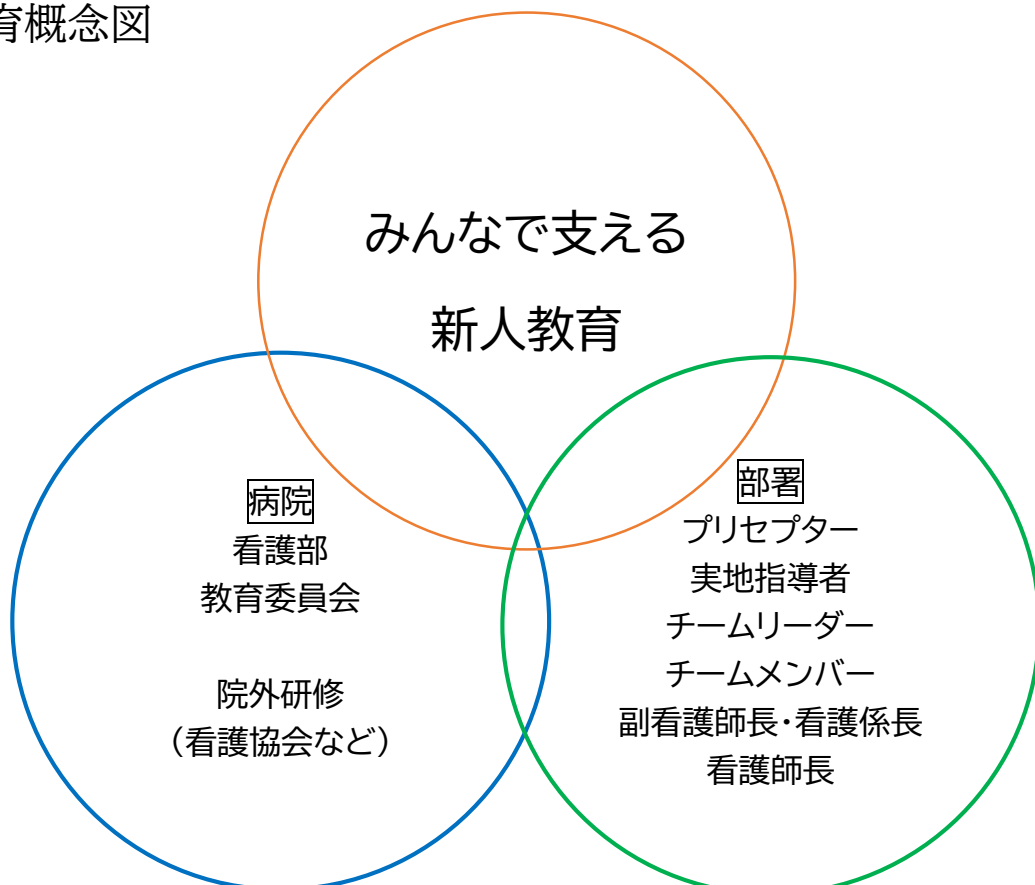 育概念図
みんなで支える
新人教育
病院
看護部
教育委員会
院外研修
（看護協会など）
部署
プリセプター
実地指導者
チームリーダー
チームメンバー
副看護師長・看護係長
看護師長